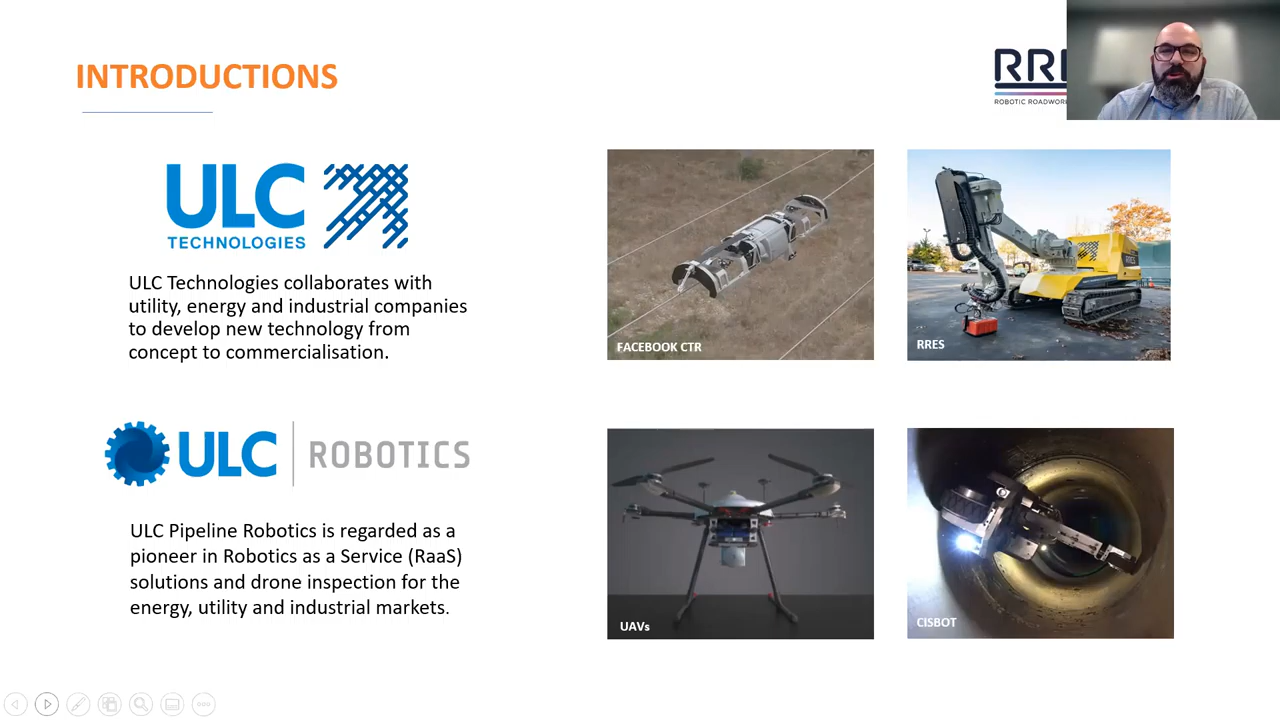 INTRODUCTIONS
ULC
TECHNOLOGIES
ULC Technologies collaborates with
utility, energy and industrial companies
to develop new technology from
concept to commercialisation.
ULC ROBOTICS
ULC Pipeline Robotics is regarded as a
pioneer in Robotics as a Service (RaaS)
solutions and drone inspection for the
energy, utility and industrial markets.
ROBOTIC ROADWORK
FACEBOOK CTR
RRES
RRES
UAVs
CISBOT